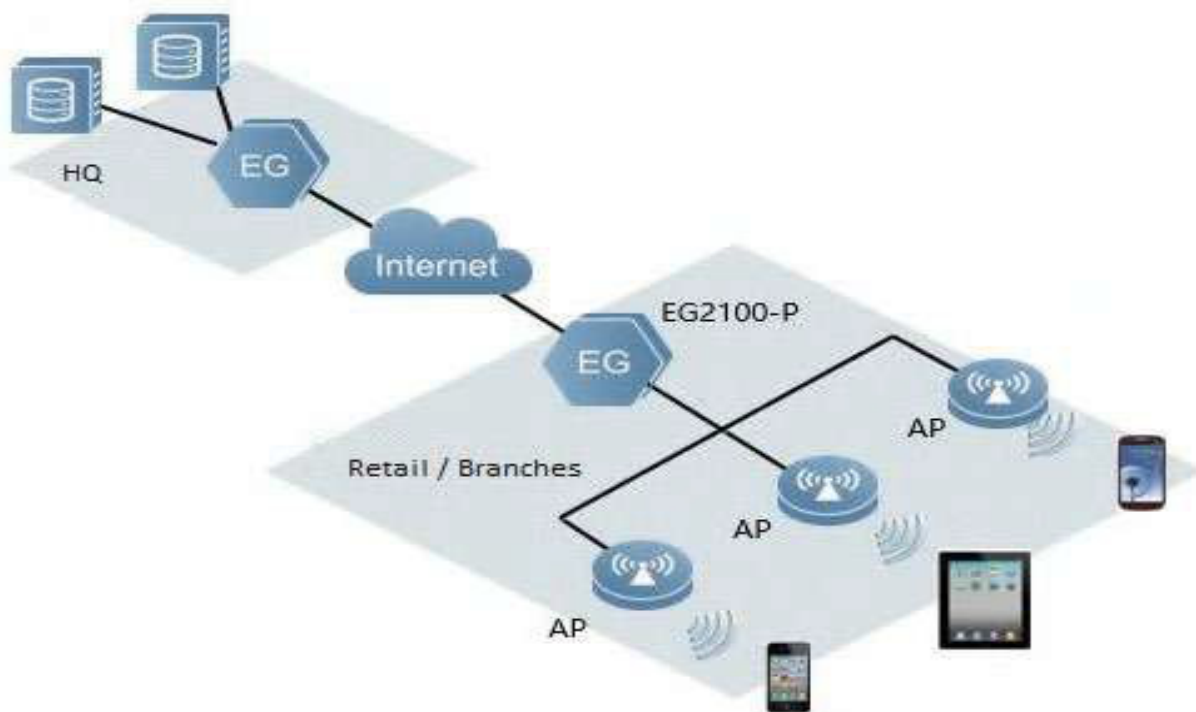 EG
HQ
Internet
EG2100-P
EG
AP
Retail / Branches
AP
AP